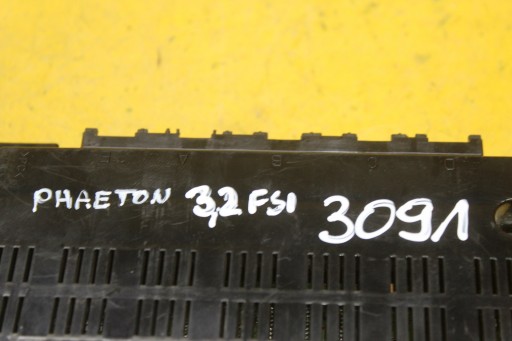 E A B C D
PHAETON 3,2 FSI 3091